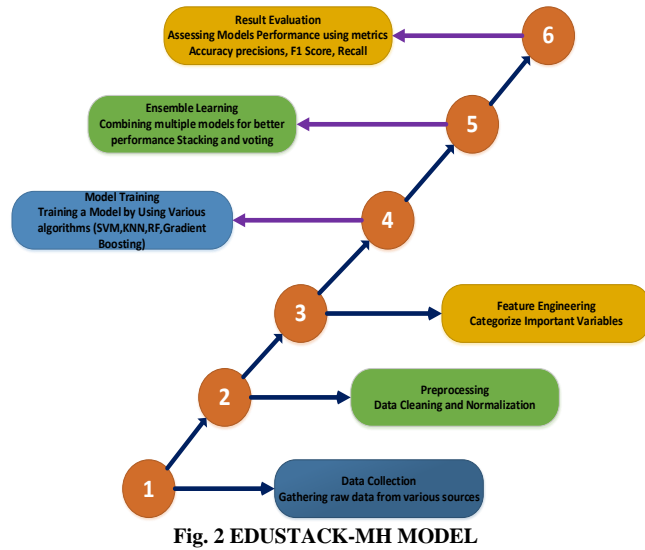 Result Evaluation
Assessing Models Performance using metrics
Accuracy precisions, F1 Score, Recall
6
Ensemble Learning
Combining multiple models for better
performance Stacking and voting
5
Model Training
Training a Model by Using Various
algorithms (SVM,KNN,RF,Gradient
Boosting)
4
3
Feature Engineering
Categorize Important Variables
2
Preprocessing
Data Cleaning and Normalization
1
Data Collection
Gathering raw data from various sources
Fig. 2 EDUSTACK-MH MODEL